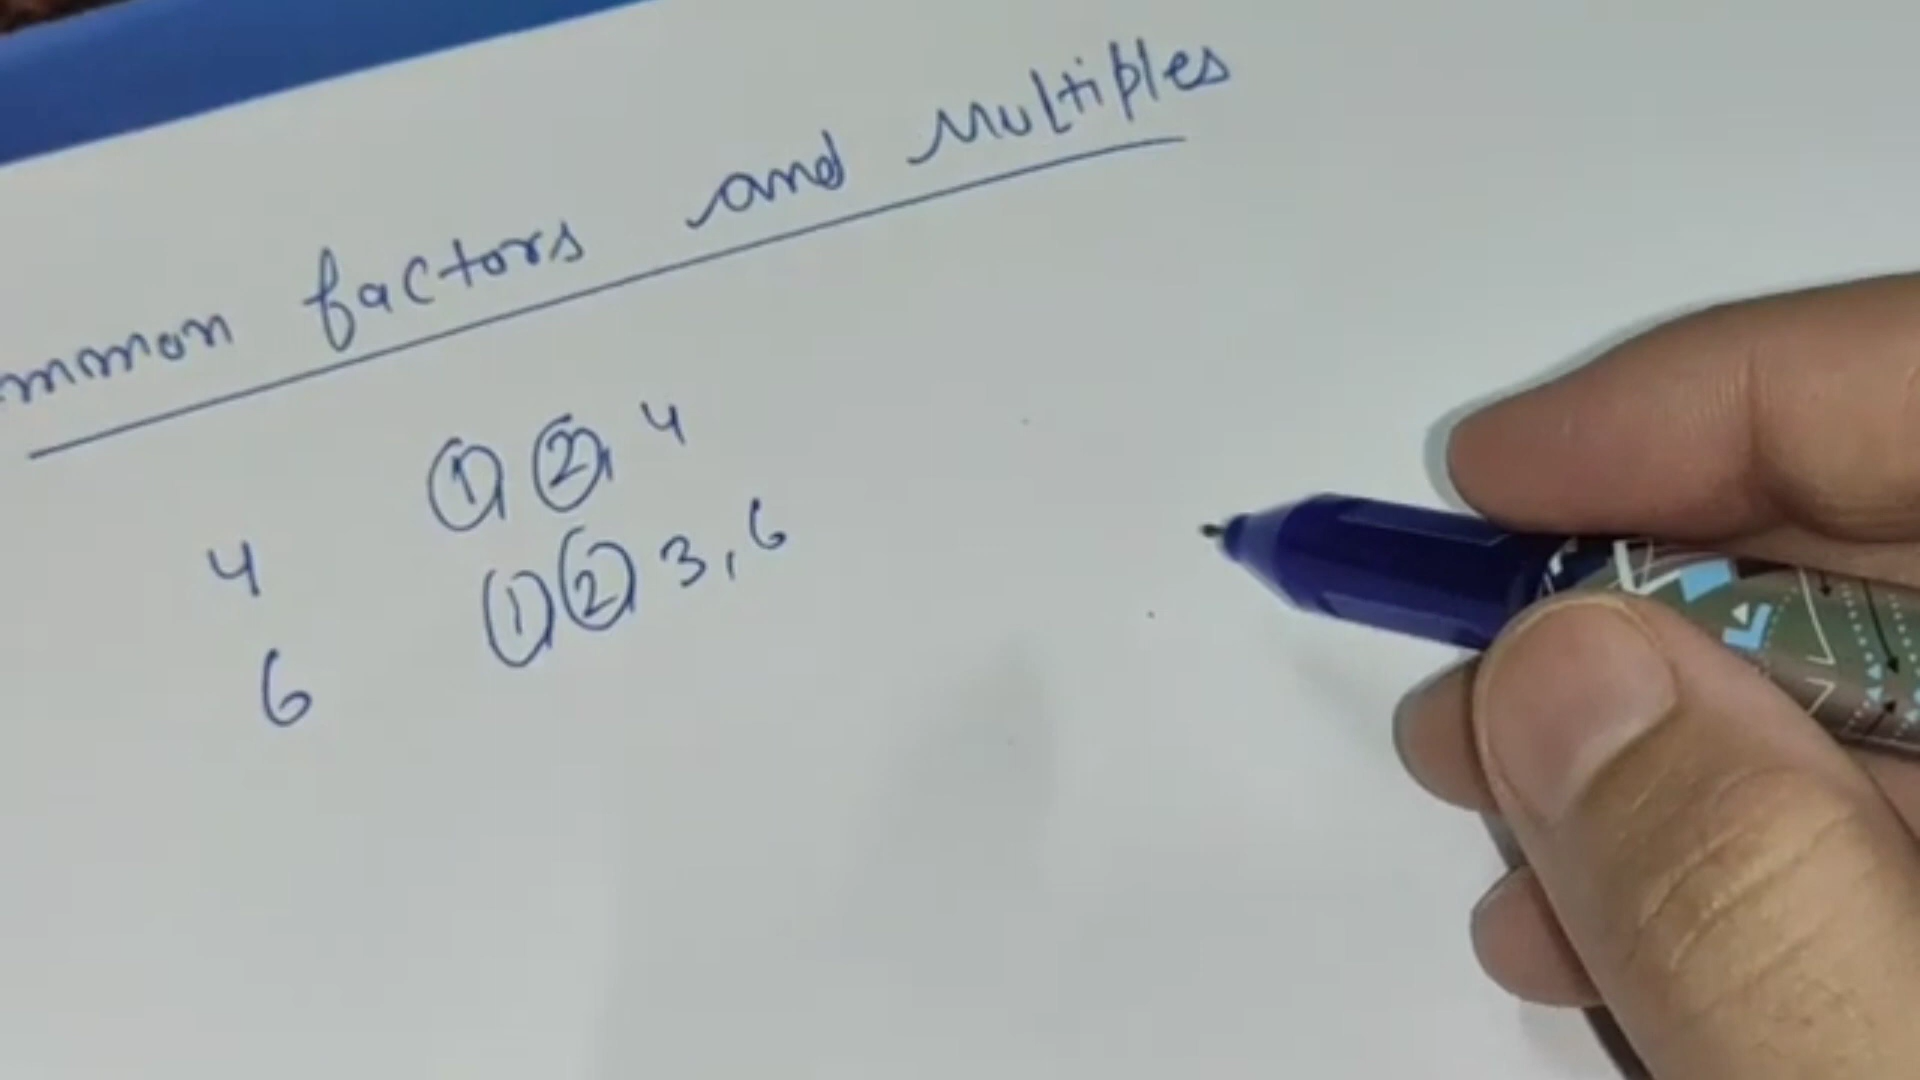 mmon factors and Multiples
4 1, 2, 4
6 1, 2, 3, 6